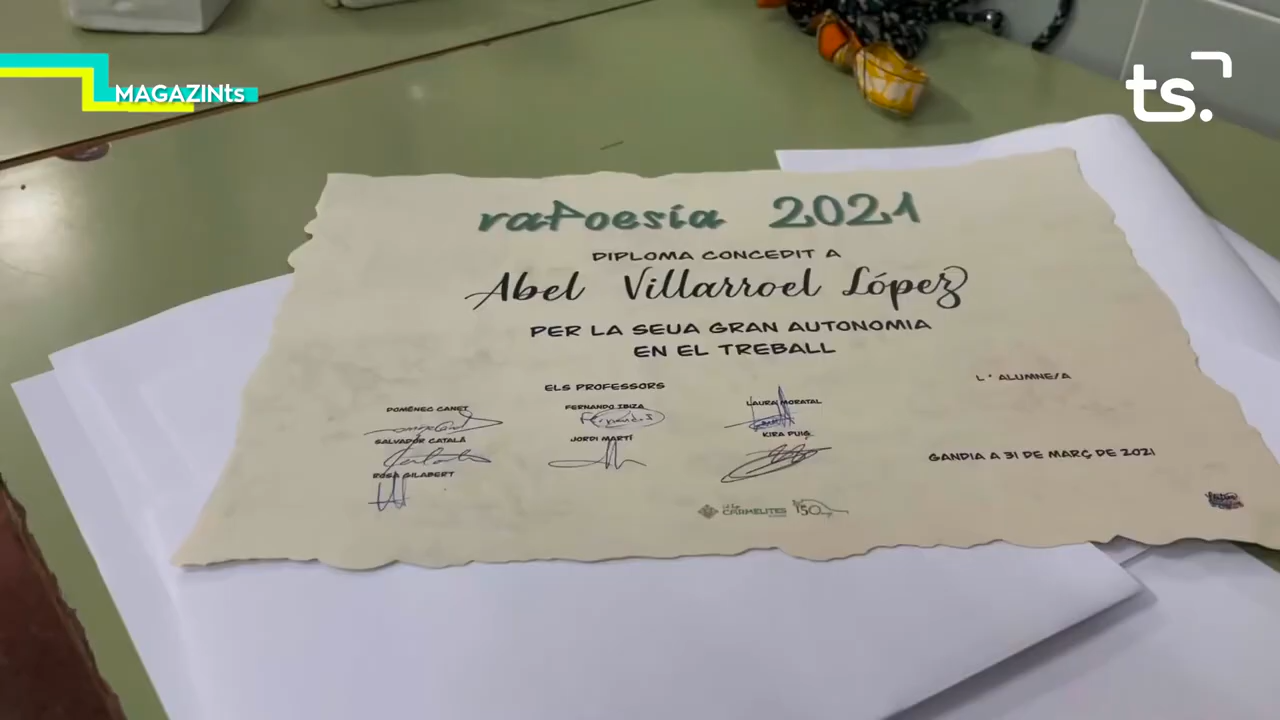 MAGAZINts
ts.
raPoesia 2021
DIPLOMA CONCEDIT A
Abel Villarroel López
PER LA SEUA GRAN AUTONOMIA
EN EL TREBALL
ELS PROFESSORS
L'ALUMNE/A
DOMÈNEC CANET
FERNANDO IBIZA
LAURA MORATAL
SALVADOR CATALÀ
JORDI MARTÍ
KIRA PUIG
ROSA GILABERT
GANDIA A 31 DE MARÇ DE 2021
CARMELITES
150